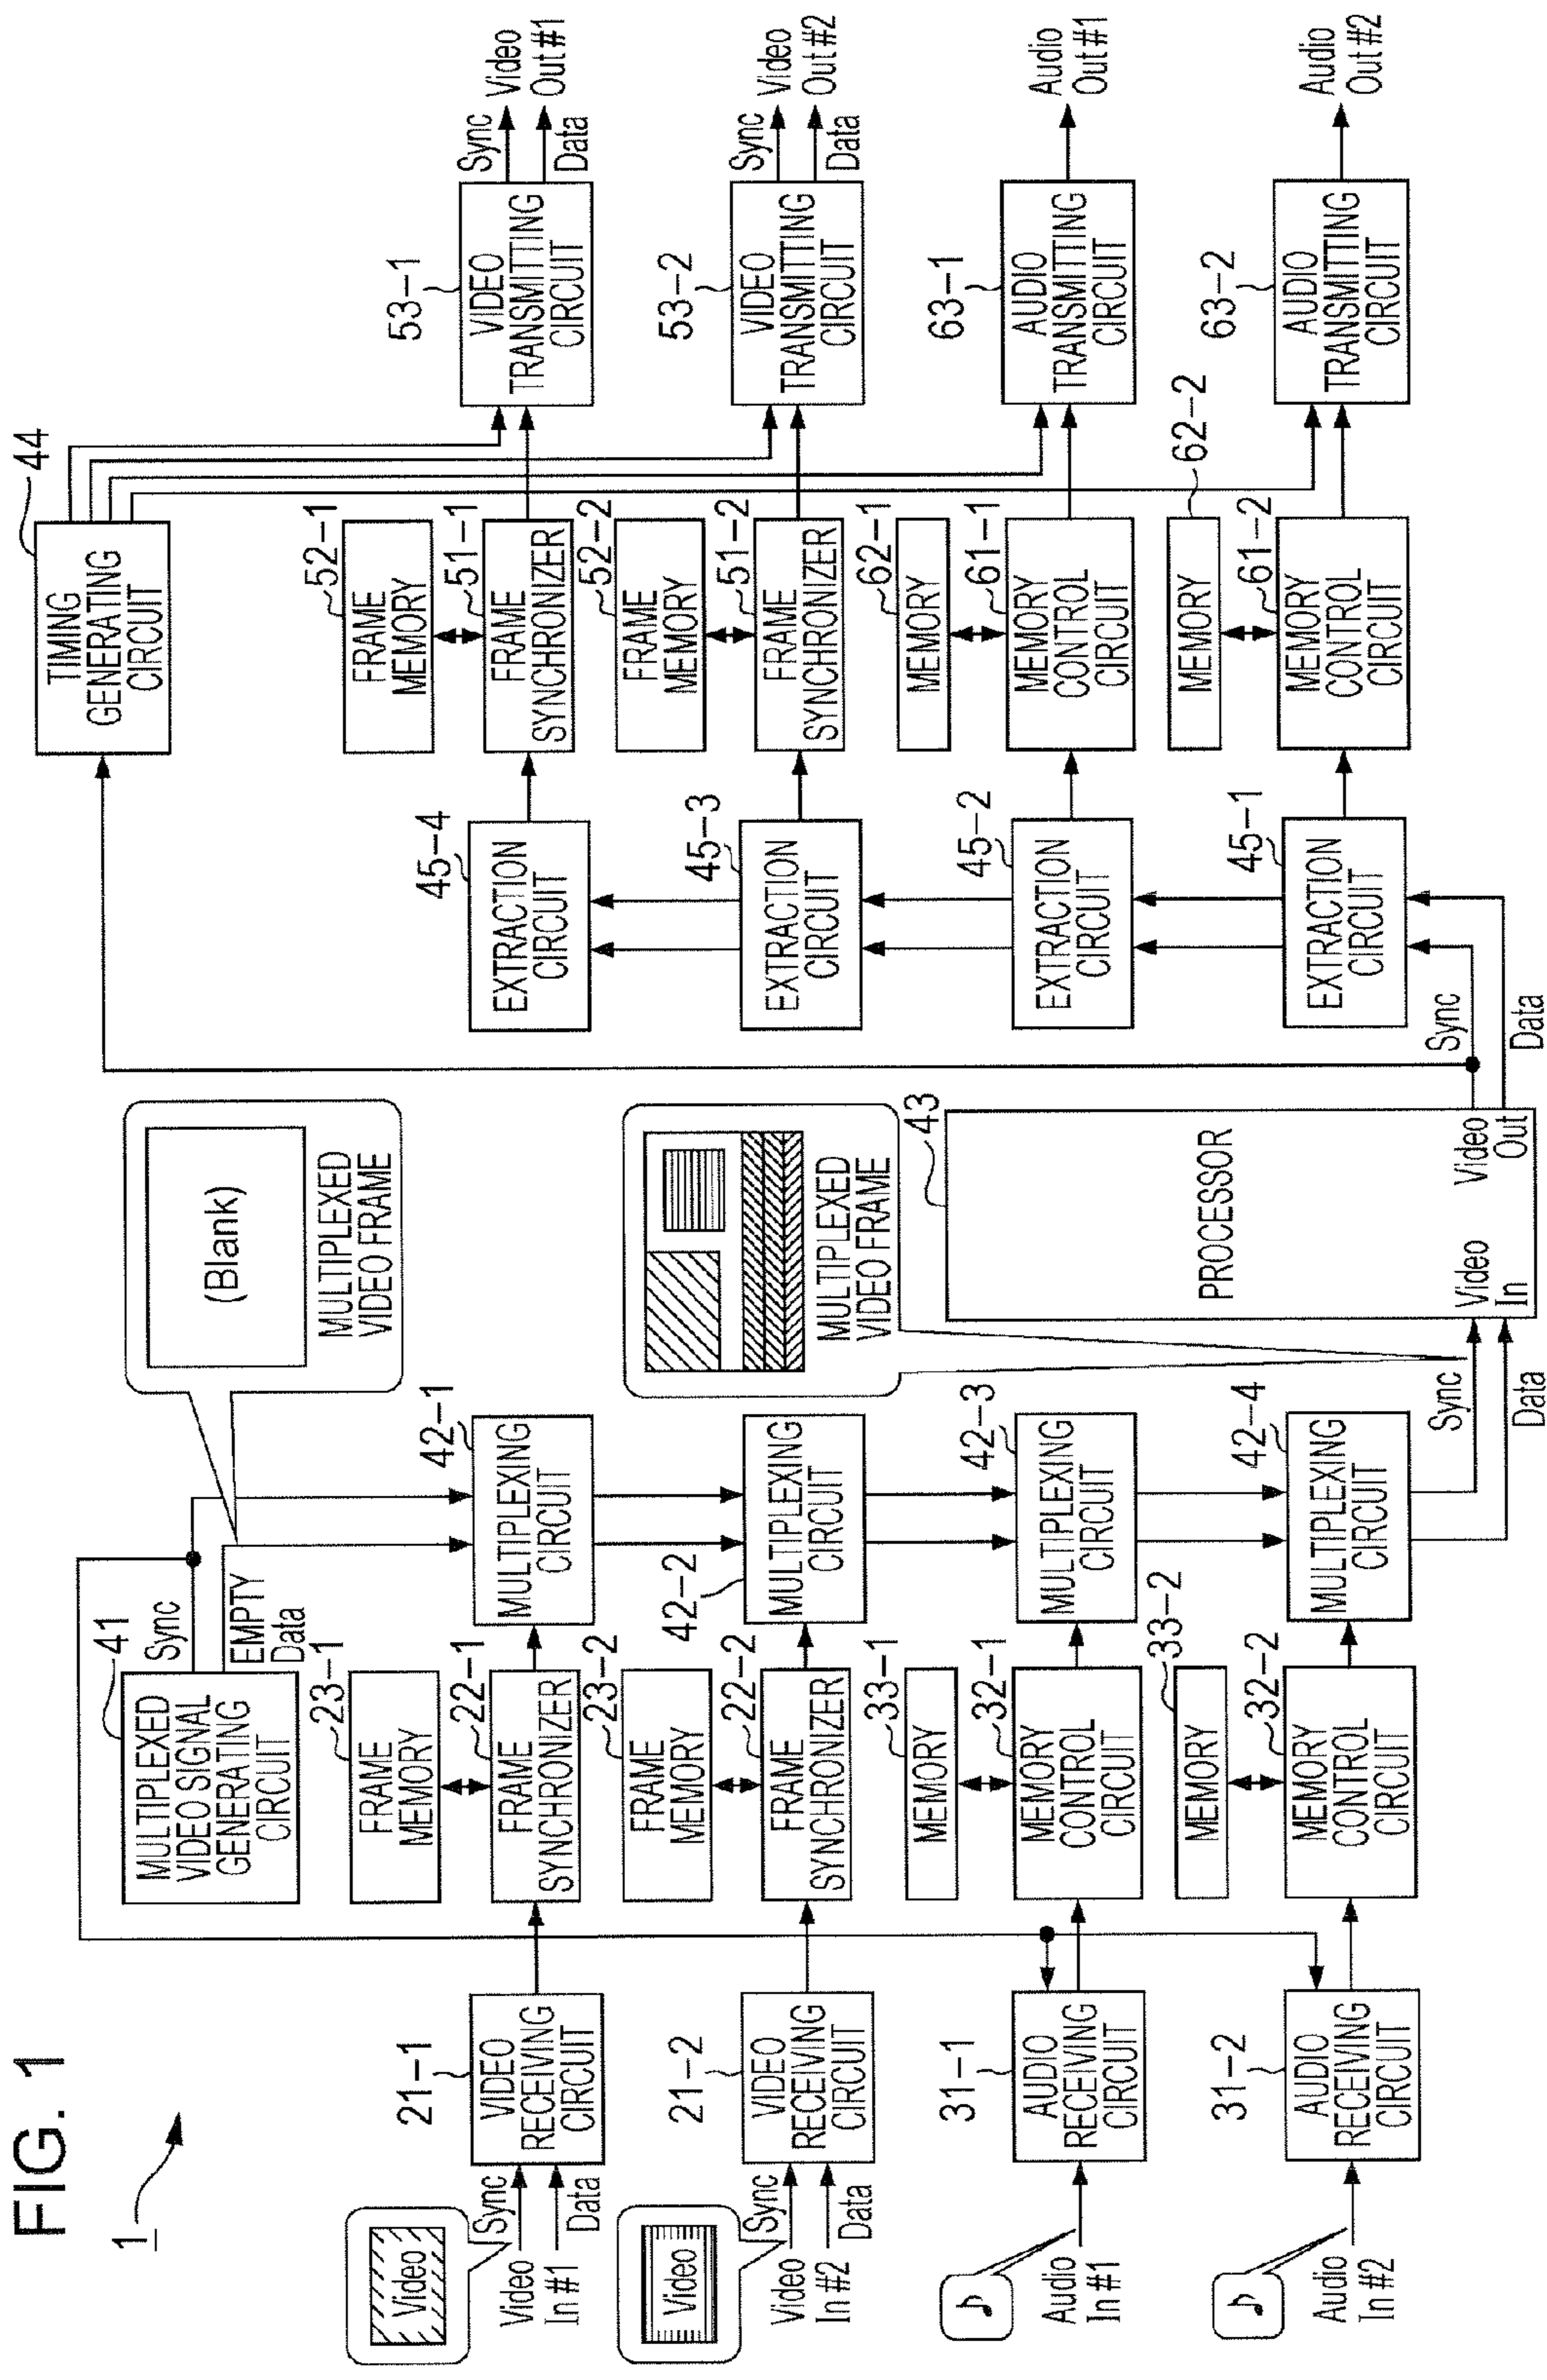 FIG. 1
1
Video
Sync
Video
In #1
Data
21-1
VIDEO
RECEIVING
CIRCUIT
Video
Sync
Video
In #2
Data
21-2
VIDEO
RECEIVING
CIRCUIT
♪
Audio
In #1
31-1
AUDIO
RECEIVING
CIRCUIT
♪
Audio
In #2
31-2
AUDIO
RECEIVING
CIRCUIT
41
MULTIPLEXED
VIDEO SIGNAL
GENERATING
CIRCUIT
Sync
EMPTY
Data
23-1
FRAME
MEMORY
22-1
FRAME
SYNCHRONIZER
23-2
FRAME
MEMORY
22-2
FRAME
SYNCHRONIZER
33-1
MEMORY
32-1
MEMORY
CONTROL
CIRCUIT
33-2
MEMORY
32-2
MEMORY
CONTROL
CIRCUIT
42-1
MULTIPLEXING
CIRCUIT
42-2
MULTIPLEXING
CIRCUIT
42-3
MULTIPLEXING
CIRCUIT
42-4
MULTIPLEXING
CIRCUIT
Sync
Data
(Blank)
MULTIPLEXED
VIDEO FRAME
MULTIPLEXED
VIDEO FRAME
43
PROCESSOR
Video
In
Video
Out
Sync
Data
45-4
EXTRACTION
CIRCUIT
45-3
EXTRACTION
CIRCUIT
45-2
EXTRACTION
CIRCUIT
45-1
EXTRACTION
CIRCUIT
44
TIMING
GENERATING
CIRCUIT
52-1
FRAME
MEMORY
51-1
FRAME
SYNCHRONIZER
52-2
FRAME
MEMORY
51-2
FRAME
SYNCHRONIZER
62-1
MEMORY
61-1
MEMORY
CONTROL
CIRCUIT
62-2
MEMORY
61-2
MEMORY
CONTROL
CIRCUIT
53-1
VIDEO
TRANSMITTING
CIRCUIT
Sync
Video
Out #1
Data
53-2
VIDEO
TRANSMITTING
CIRCUIT
Sync
Video
Out #2
Data
63-1
AUDIO
TRANSMITTING
CIRCUIT
Audio
Out #1
63-2
AUDIO
TRANSMITTING
CIRCUIT
Audio
Out #2